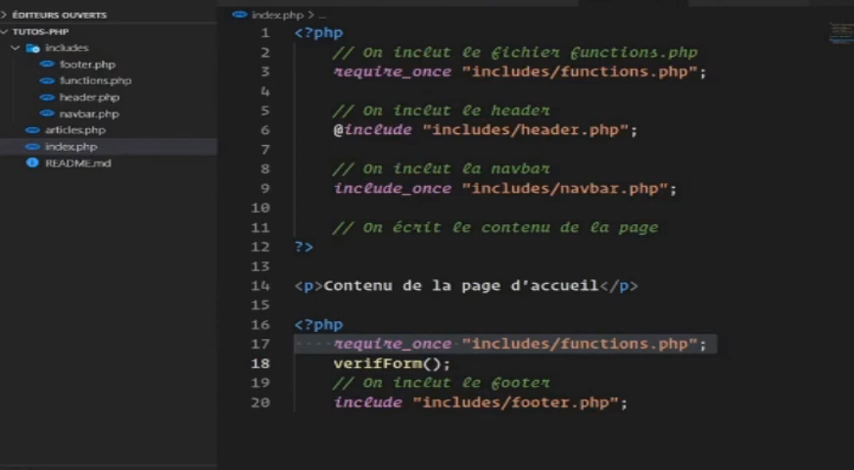 ÉDITEURS OUVERTS
TUTOS-PHP
includes
footer.php
functions.php
header.php
navbar.php
articles.php
index.php
README.md
index.php > ...
1 <?php
2 // On inclut le fichier functions.php
3 require_once "includes/functions.php";
4
5 // On inclut le header
6 @include "includes/header.php";
7
8 // On inclut la navbar
9 include_once "includes/navbar.php";
10
11 // On écrit le contenu de la page
12 ?>
13
14 <p>Contenu de la page d'accueil</p>
15
16 <?php
17 require_once "includes/functions.php";
18 verifForm();
19 // On inclut le footer
20 include "includes/footer.php";